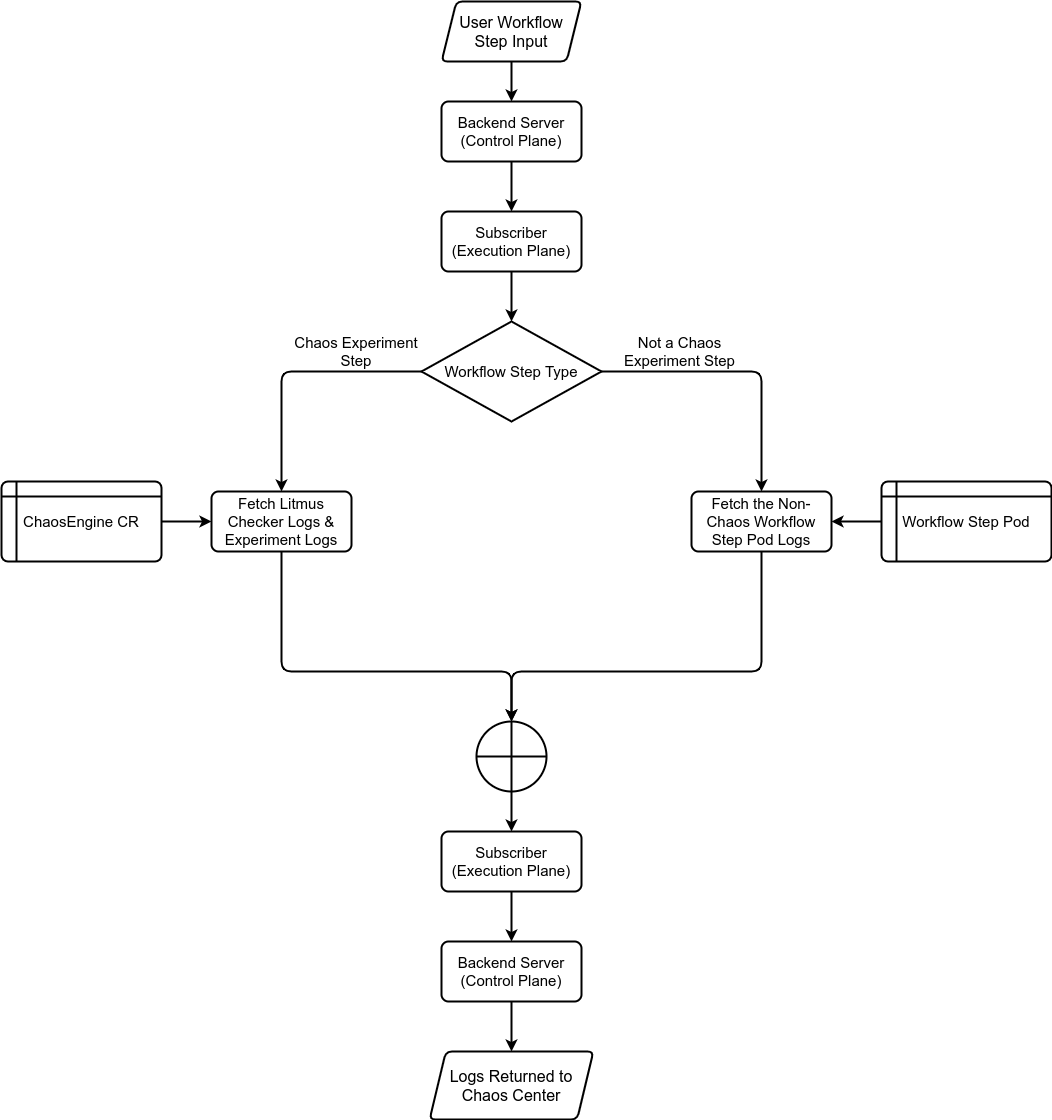 User Workflow
Step Input
Backend Server
(Control Plane)
Subscriber
(Execution Plane)
Chaos Experiment
Step
Workflow Step Type
Not a Chaos
Experiment Step
ChaosEngine CR
Fetch Litmus
Checker Logs &
Experiment Logs
Fetch the Non-
Chaos Workflow
Step Pod Logs
Workflow Step Pod
Subscriber
(Execution Plane)
Backend Server
(Control Plane)
Logs Returned to
Chaos Center